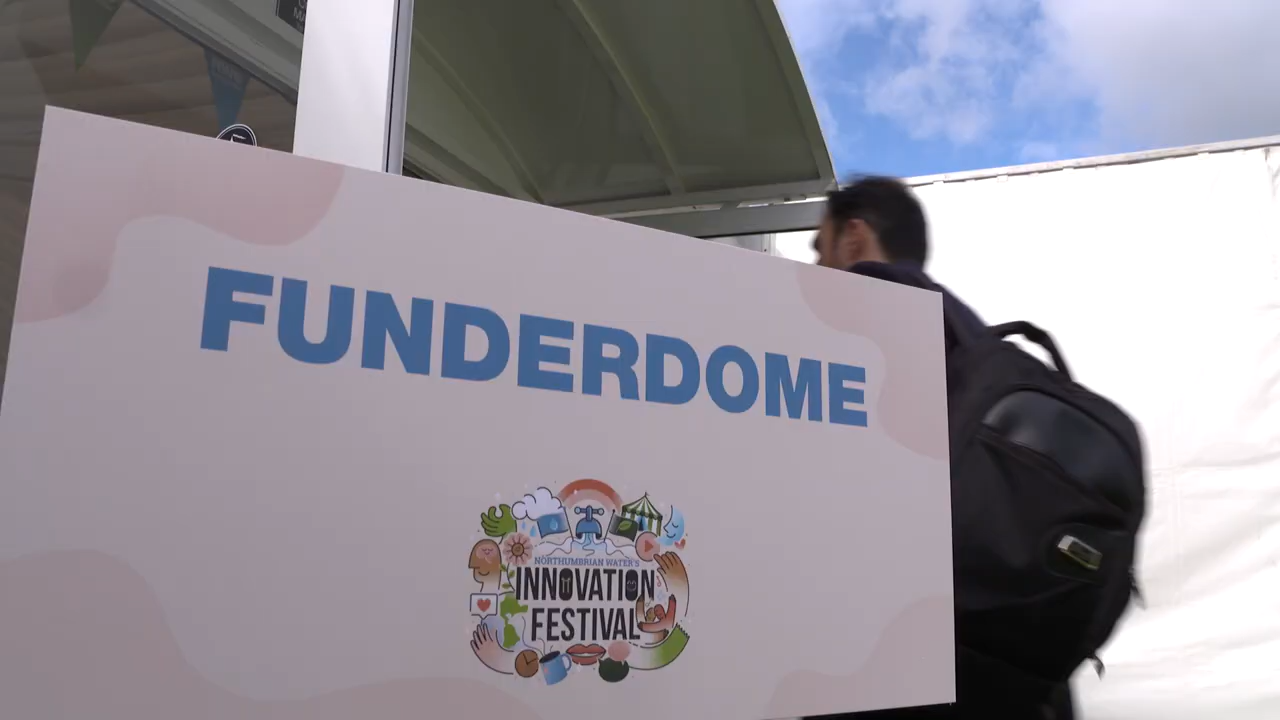 FUNDERDOME
NORTHUMBRIAN WATER'S
INNOVATION
FESTIVAL